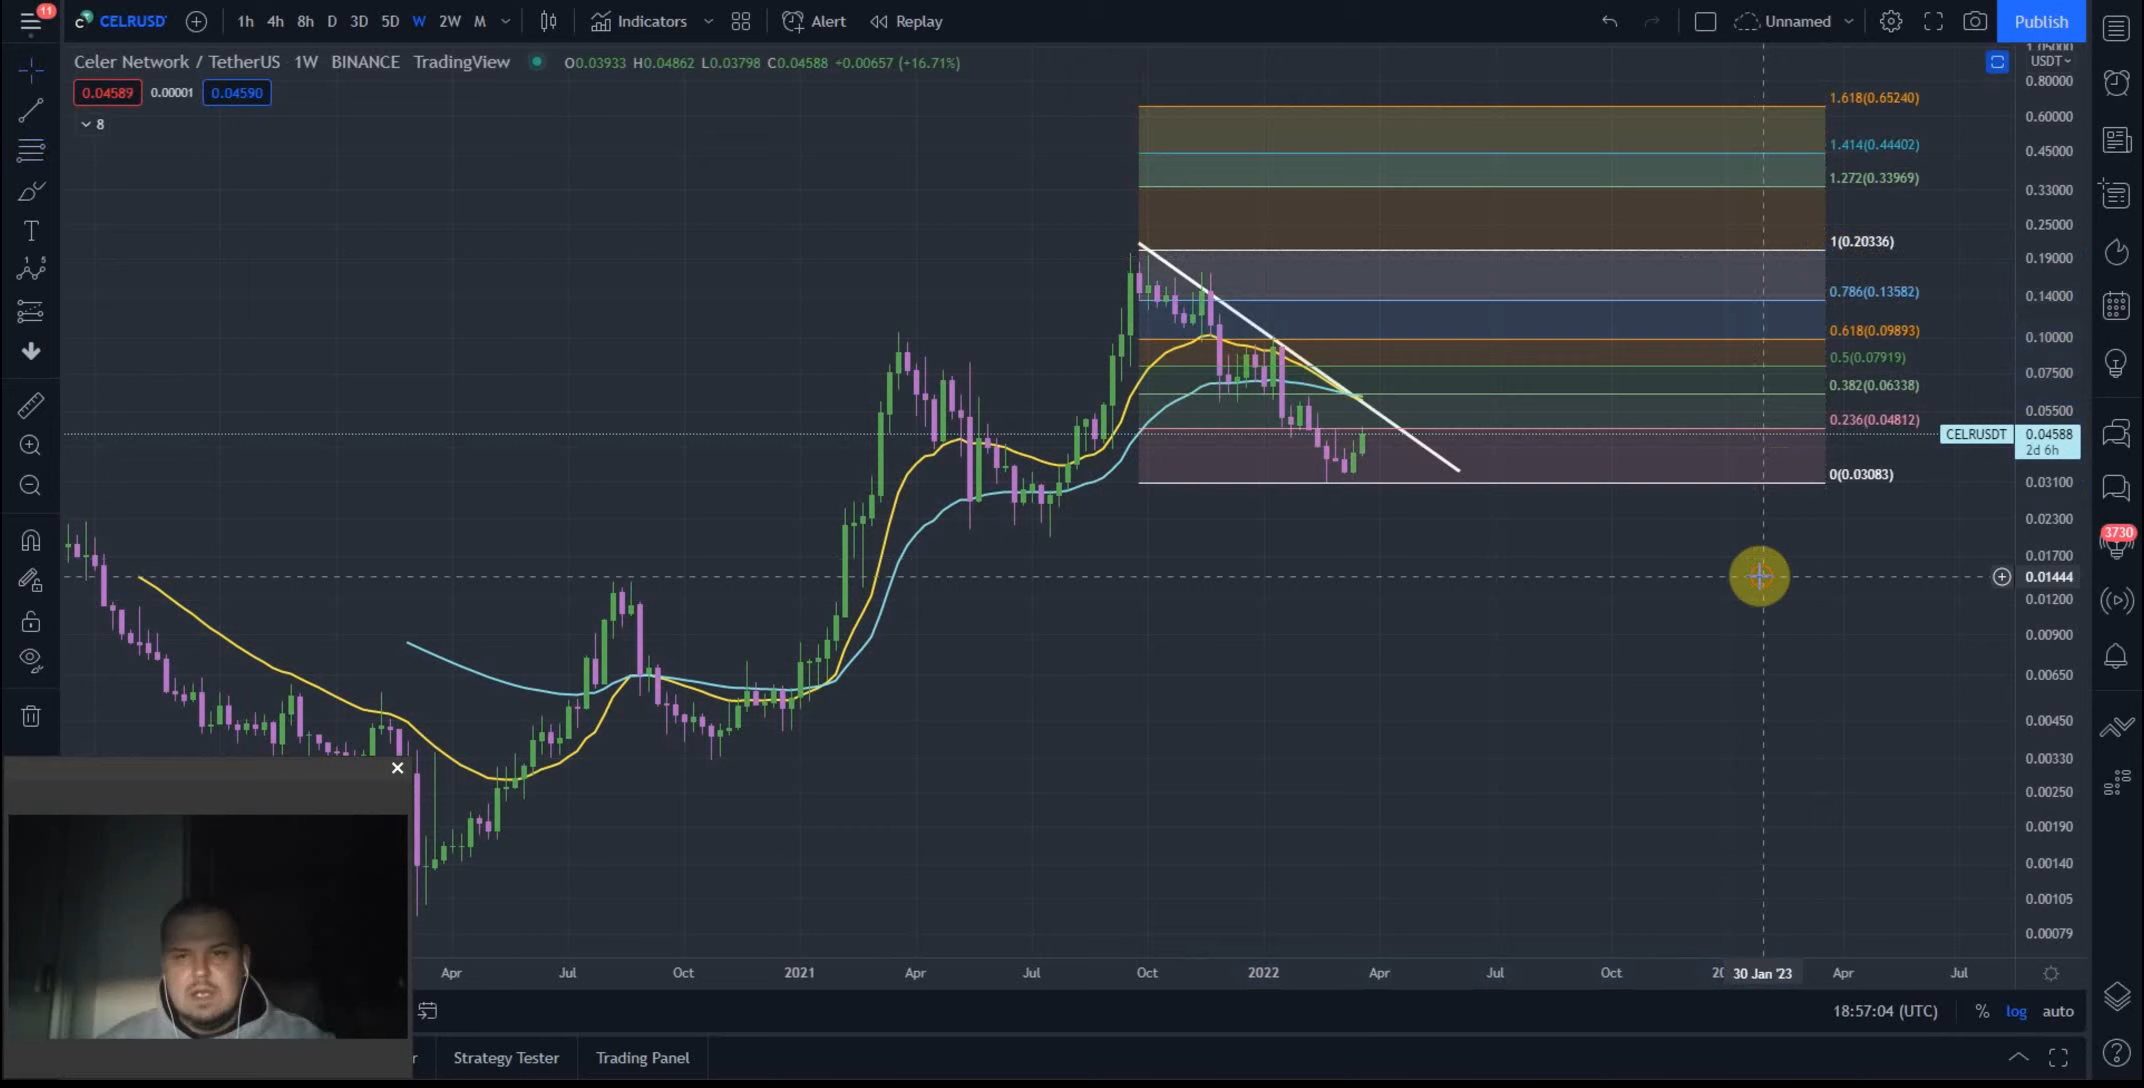 11
CELRUSDT
1h 4h 8h D 3D 5D W 2W M
Indicators
Alert
Replay
Unnamed
Publish
Celer Network / TetherUS 1W BINANCE TradingView
O0.03933 H0.04862 L0.03798 C0.04588 +0.00657 (+16.71%)
0.04589 0.00001 0.04590
8
USDT
0.80000
0.60000
0.45000
0.33000
0.25000
0.19000
0.14000
0.10000
0.07500
0.05500
CELRUSDT 0.04588
2d 6h
0.03100
0.02300
0.01700
0.01444
0.01200
0.00900
0.00650
0.00450
0.00330
0.00250
0.00190
0.00140
0.00105
0.00079
1.618(0.65240)
1.414(0.44402)
1.272(0.33969)
1(0.20336)
0.786(0.13582)
0.618(0.09893)
0.5(0.07919)
0.382(0.06338)
0.236(0.04812)
0(0.03083)
3730
Apr Jul Oct 2021 Apr Jul Oct 2022 Apr Jul Oct 30 Jan '23 Apr Jul
18:57:04 (UTC) % log auto
Strategy Tester
Trading Panel